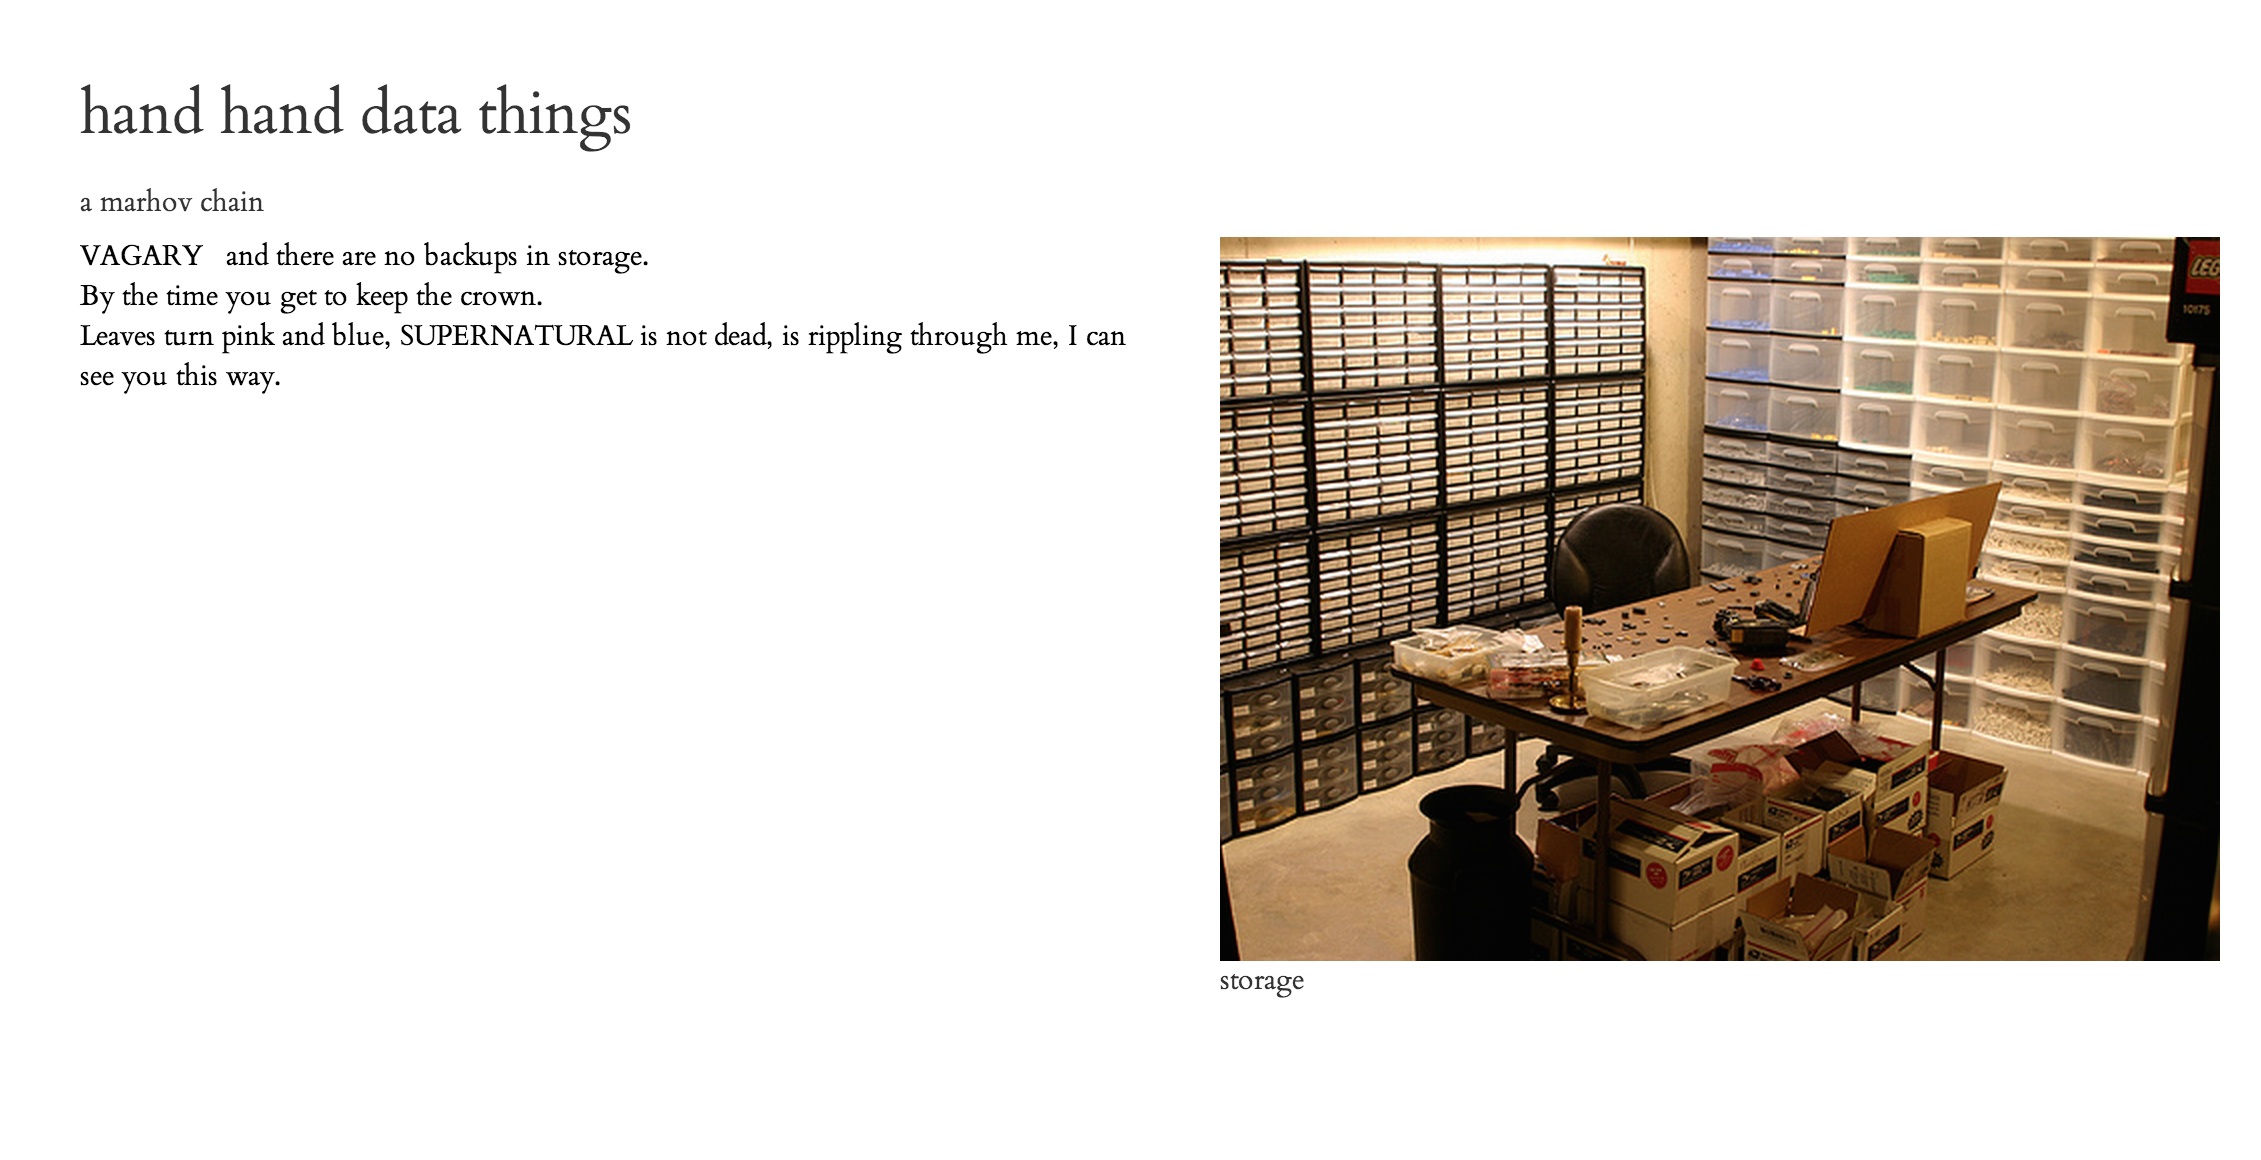 hand hand data things
a marhov chain
VAGARY and there are no backups in storage.
By the time you get to keep the crown.
Leaves turn pink and blue, SUPERNATURAL is not dead, is rippling through me, I can
see you this way.
LEG
10175
storage